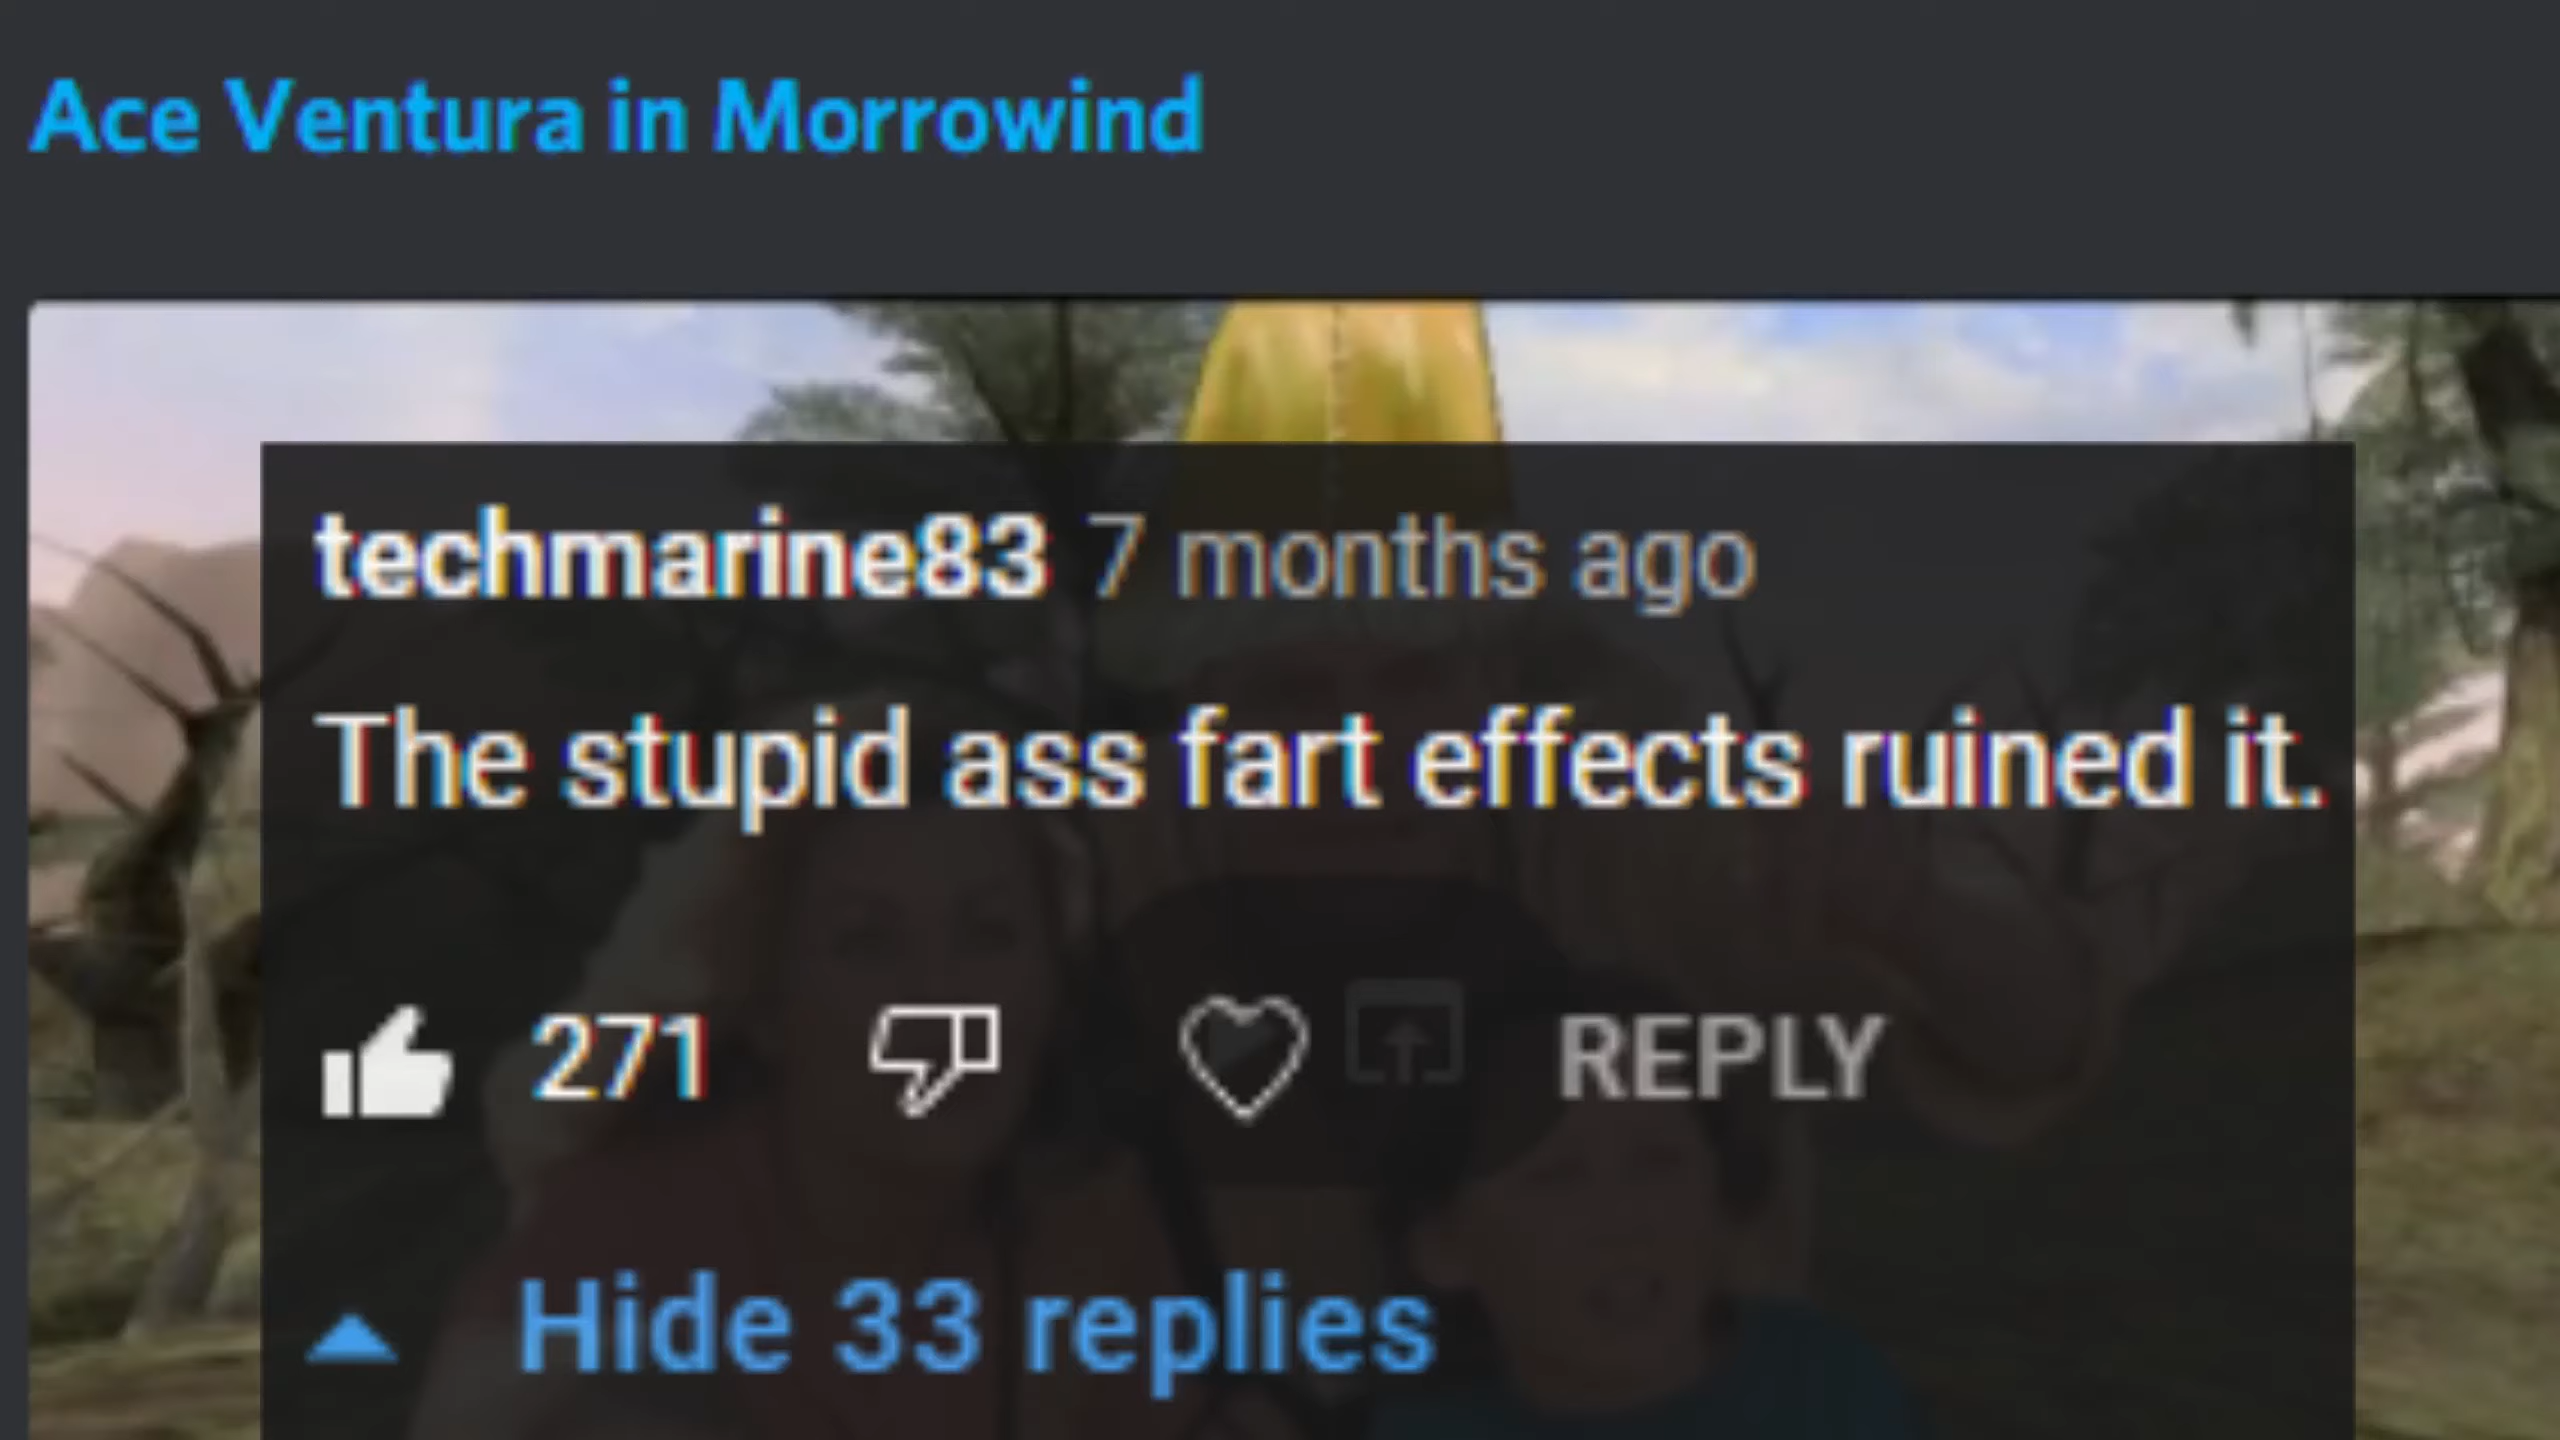 Ace Ventura in Morrowind
techmarine83 7 months ago
The stupid ass fart effects ruined it.
271 REPLY
Hide 33 replies